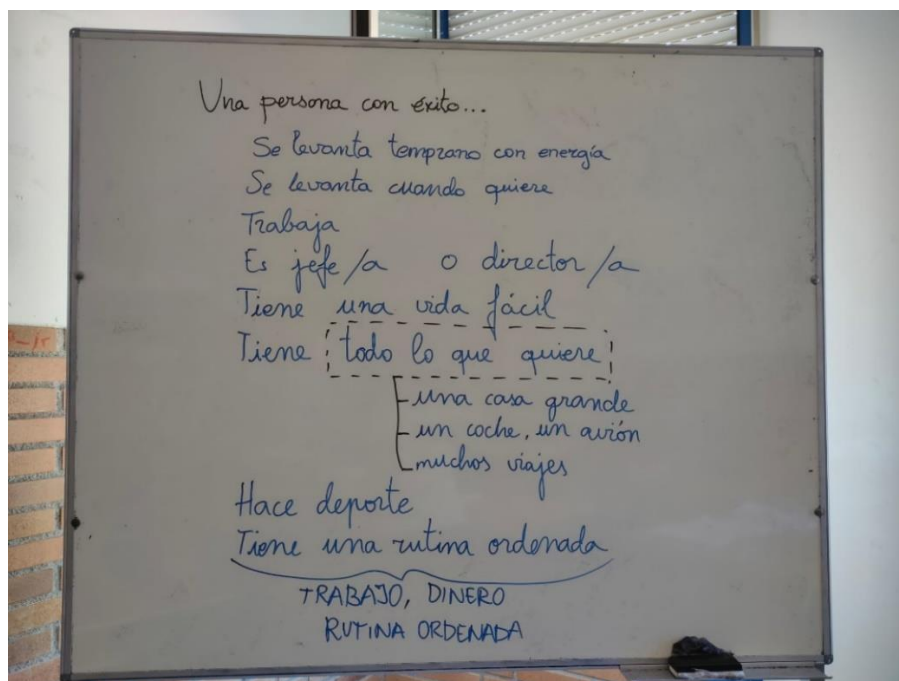 Una persona con éxito...
Se levanta temprano con energía
Se levanta cuando quiere
Trabaja
Es jefe/a o director/a
Tiene una vida fácil
Tiene todo lo que quiere
- una casa grande
- un coche, un avión
- muchos viajes
Hace deporte
Tiene una rutina ordenada
TRABAJO, DINERO
RUTINA ORDENADA